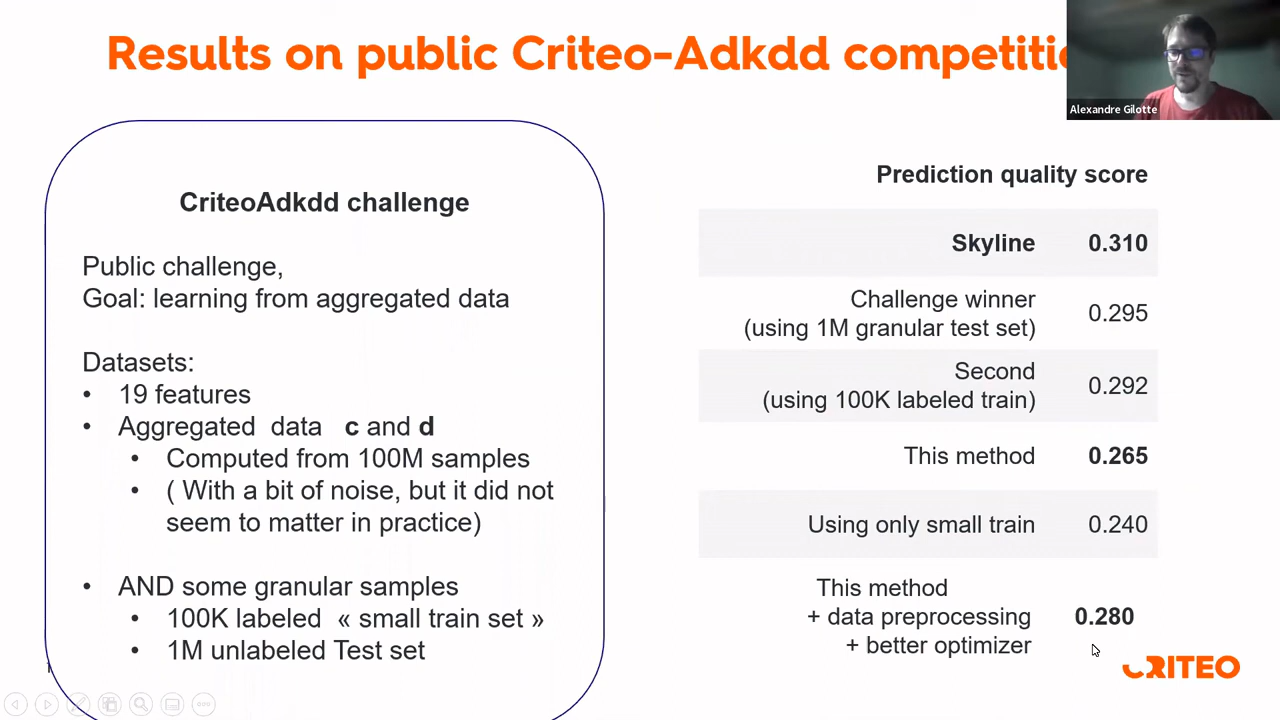 Results on public Criteo-Adkdd competiti
Alexandre Gilotte
CriteoAdkdd challenge
Public challenge,
Goal: learning from aggregated data
Datasets:
• 19 features
• Aggregated data c and d
• Computed from 100M samples
• ( With a bit of noise, but it did not
seem to matter in practice)
• AND some granular samples
• 100K labeled « small train set »
• 1M unlabeled Test set
Prediction quality score
Skyline 0.310
Challenge winner
(using 1M granular test set) 0.295
Second
(using 100K labeled train) 0.292
This method 0.265
Using only small train 0.240
This method
+ data preprocessing 0.280
+ better optimizer
CRITEO